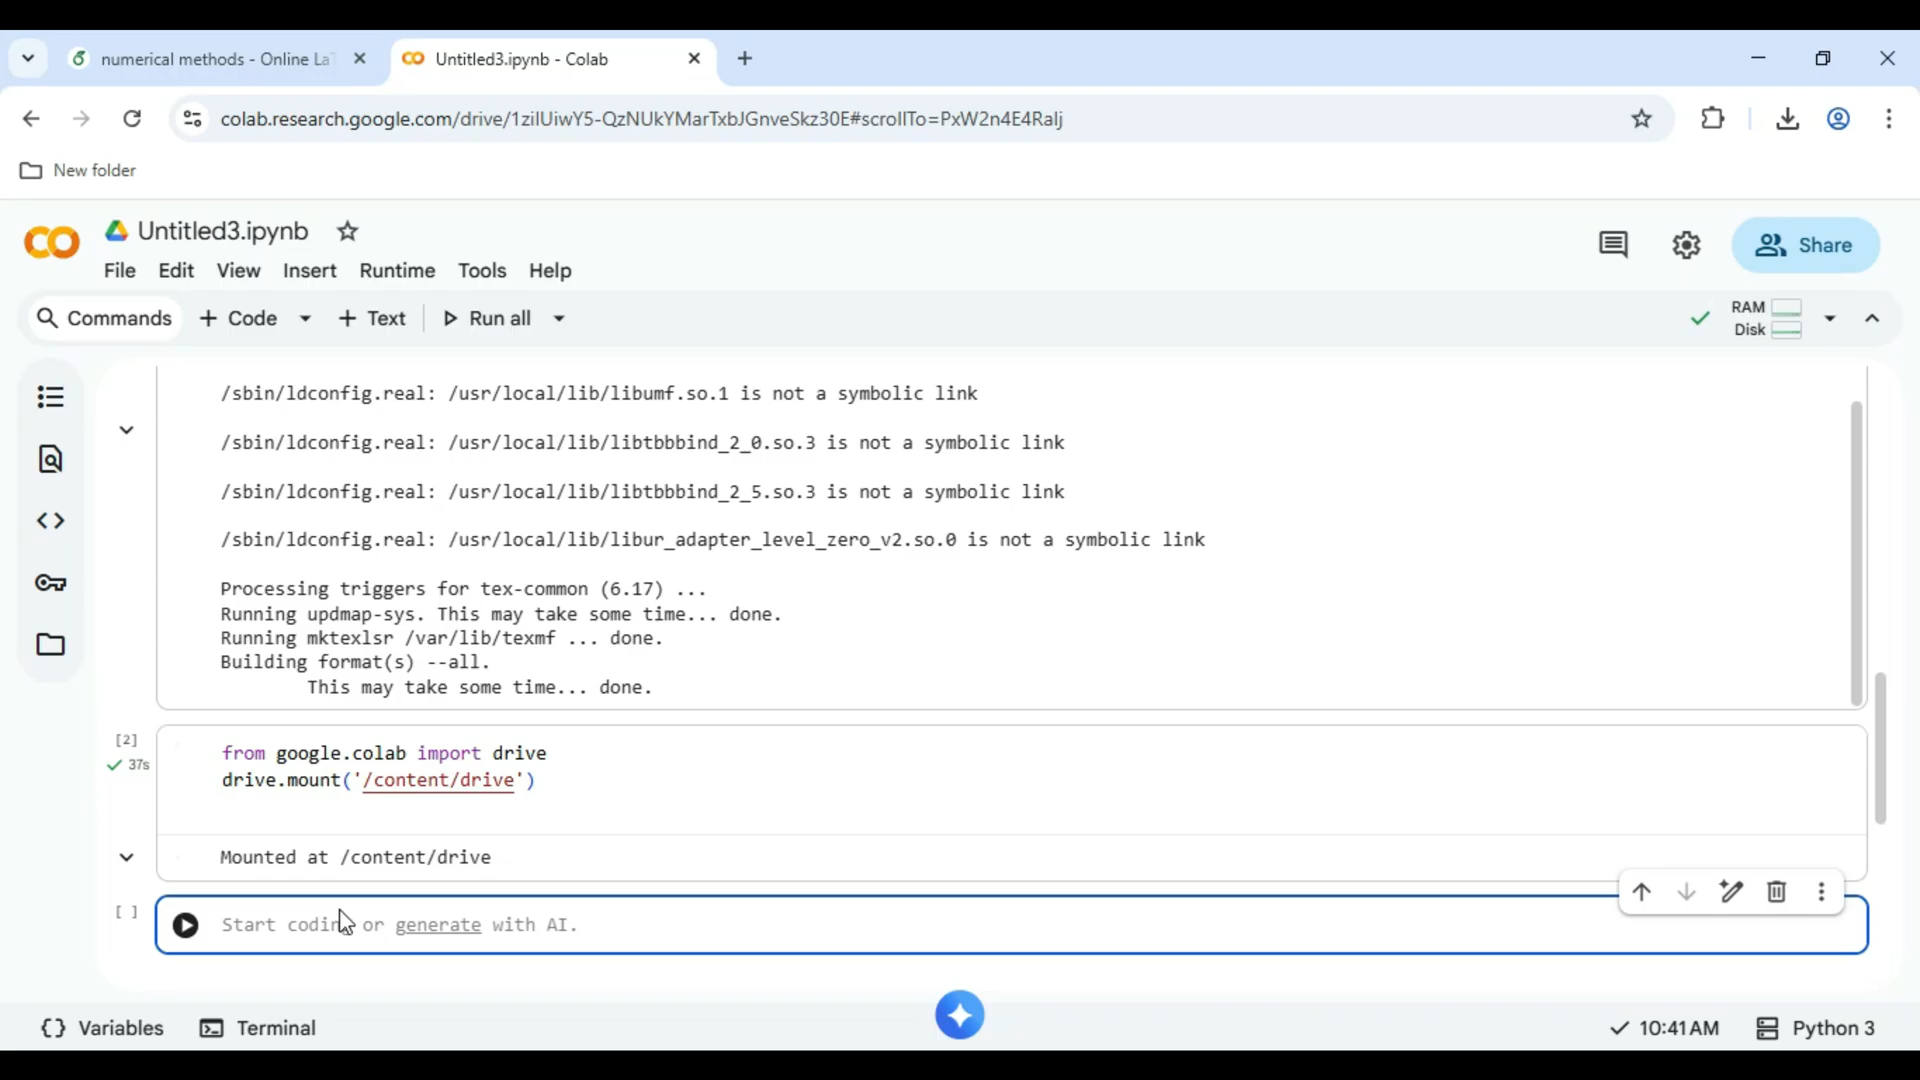 numerical methods - Online La
Untitled3.ipynb - Colab
colab.research.google.com/drive/1zilUiwY5-QzNUkYMarTxbJGnveSkz30E#scrollTo=PxW2n4E4Ralj
New folder
Untitled3.ipynb
File Edit View Insert Runtime Tools Help
Share
Commands + Code + Text Run all
RAM
Disk
/sbin/ldconfig.real: /usr/local/lib/libumf.so.1 is not a symbolic link
/sbin/ldconfig.real: /usr/local/lib/libtbbbind_2_0.so.3 is not a symbolic link
/sbin/ldconfig.real: /usr/local/lib/libtbbbind_2_5.so.3 is not a symbolic link
/sbin/ldconfig.real: /usr/local/lib/libur_adapter_level_zero_v2.so.0 is not a symbolic link
Processing triggers for tex-common (6.17) ...
Running updmap-sys. This may take some time... done.
Running mktexlsr /var/lib/texmf ... done.
Building format(s) --all.
This may take some time... done.
[2]
37s
from google.colab import drive
drive.mount('/content/drive')
Mounted at /content/drive
[ ]
Start coding or generate with AI.
{} Variables Terminal
10:41 AM Python 3